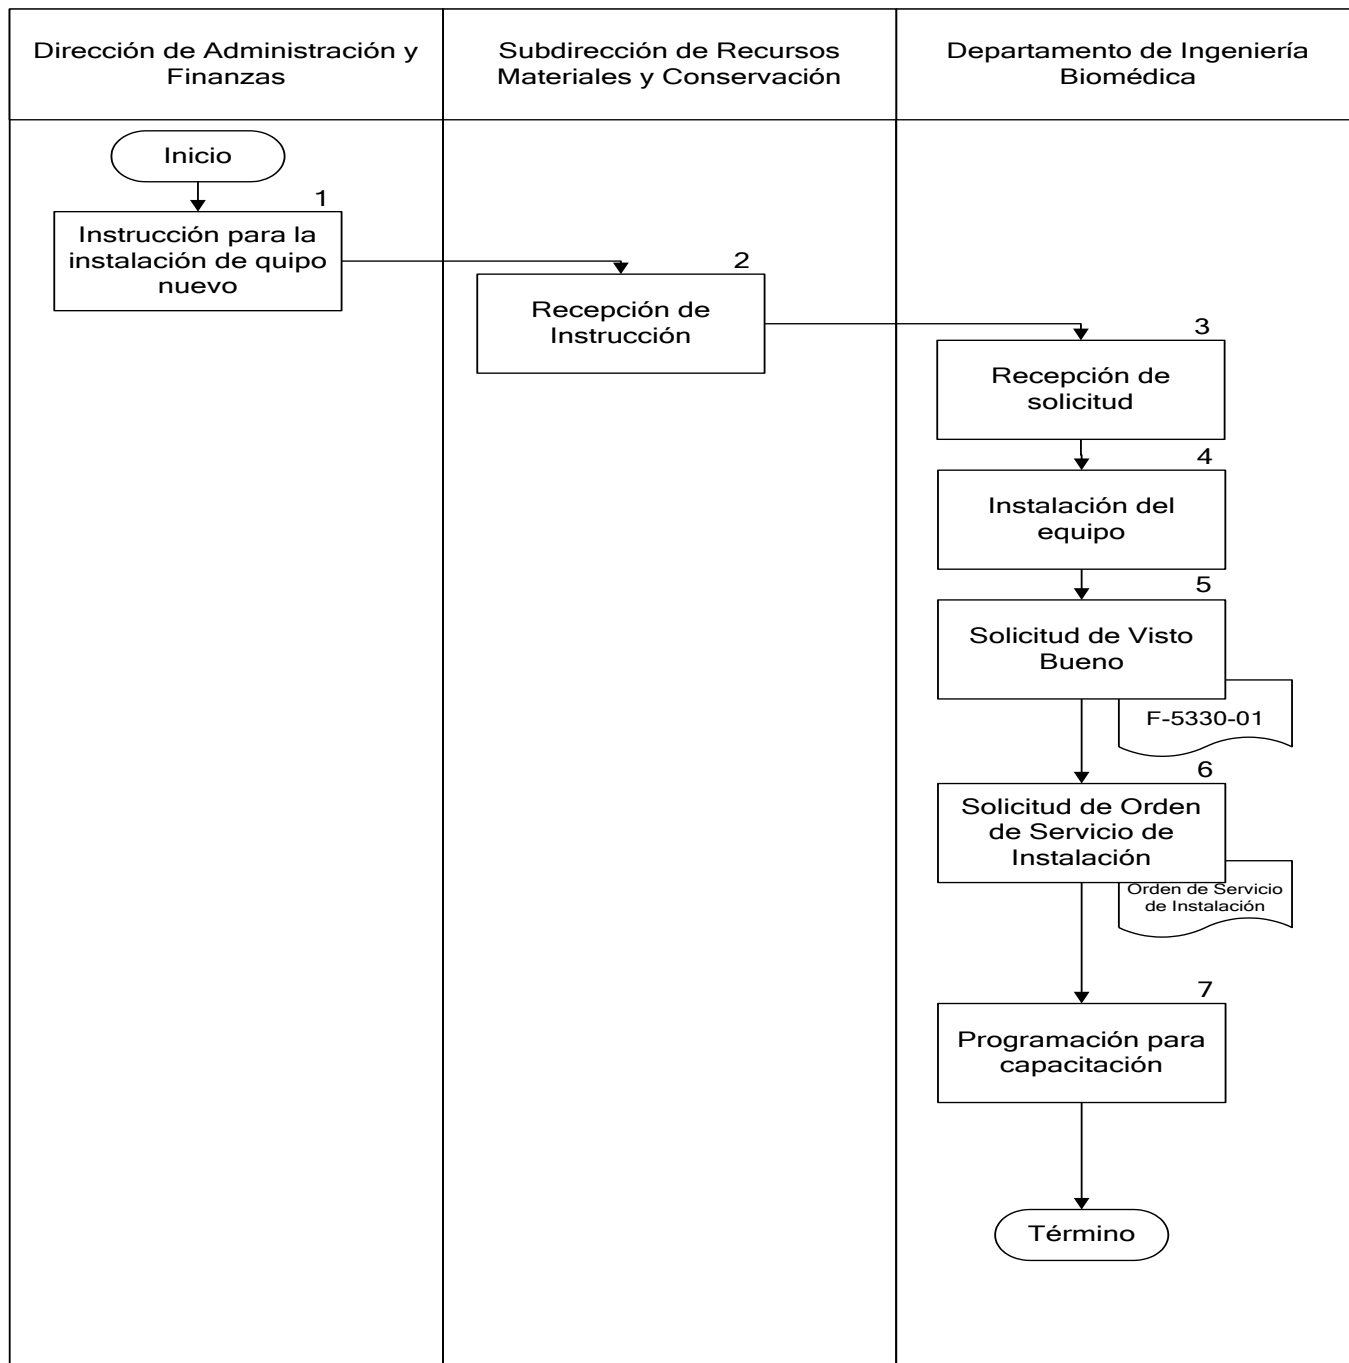 Dirección de Administración y
Finanzas
Subdirección de Recursos
Materiales y Conservación
Departamento de Ingeniería
Biomédica
Inicio
1
Instrucción para la
instalación de quipo
nuevo
2
Recepción de
Instrucción
3
Recepción de
solicitud
4
Instalación del
equipo
5
Solicitud de Visto
Bueno
F-5330-01
6
Solicitud de Orden
de Servicio de
Instalación
Orden de Servicio
de Instalación
7
Programación para
capacitación
Término